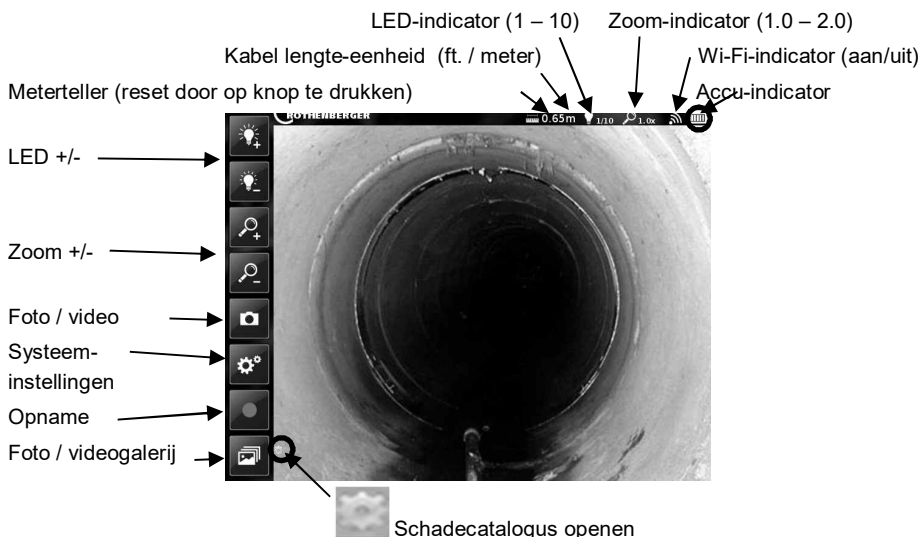 LED-indicator (1 – 10)
Zoom-indicator (1.0 – 2.0)
Kabel lengte-eenheid (ft. / meter)
Wi-Fi-indicator (aan/uit)
Meterteller (reset door op knop te drukken)
Accu-indicator
ROTHENBERGER
0.65m
1/10
1.0x
LED +/-
Zoom +/-
Foto / video
Systeem-
instellingen
Opname
Foto / videogalerij
Schadecatalogus openen